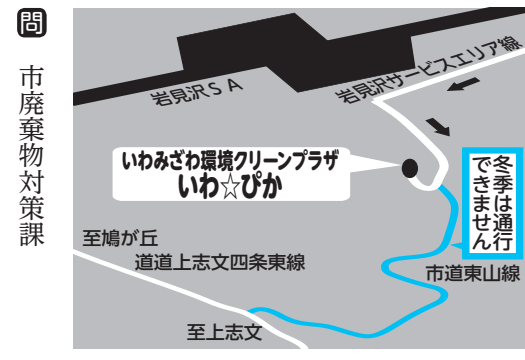 問 市廃棄物対策課
岩見沢SA
岩見沢サービスエリア線
いわみざわ環境クリーンプラザ
いわ☆ぴか
冬季は通行
できません
至鳩が丘
道道上志文四条東線
市道東山線
至上志文